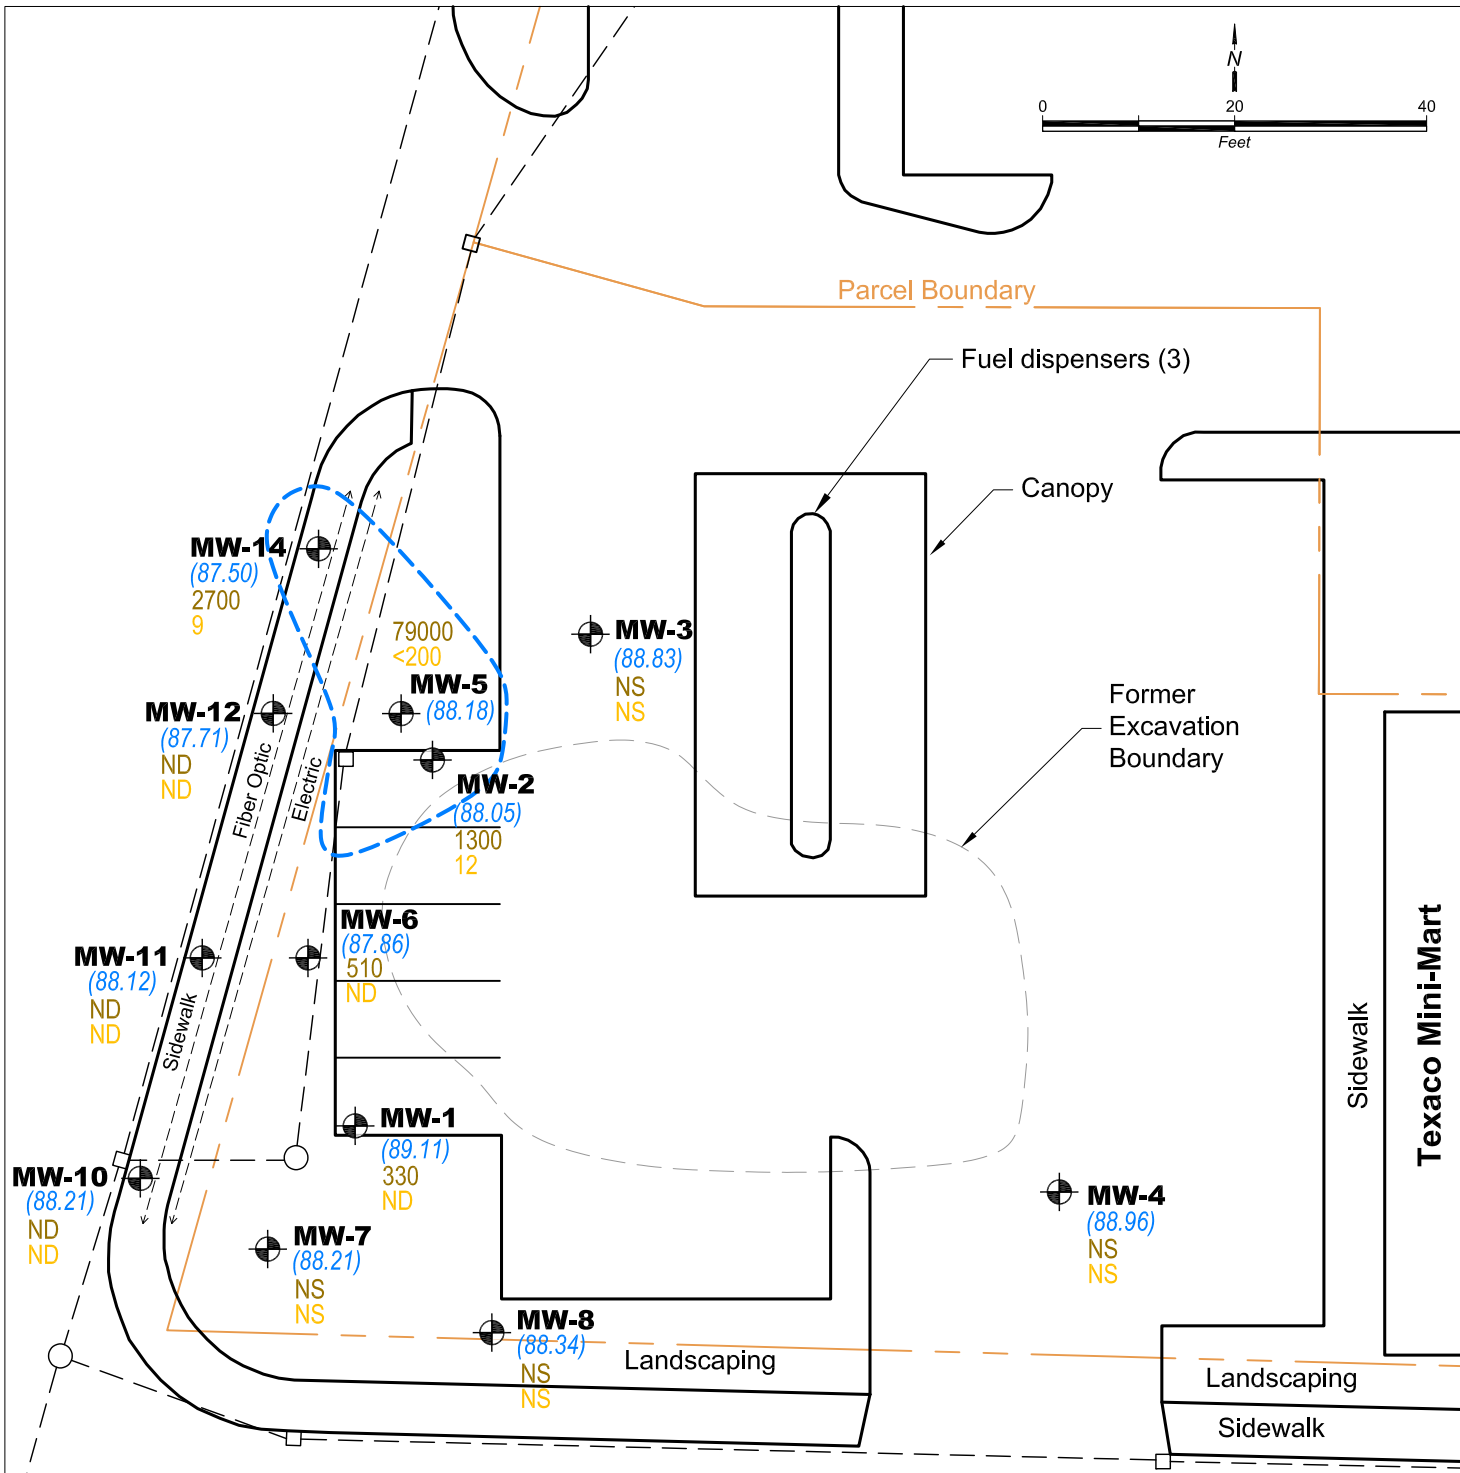 N
0 20 40
Feet
Parcel Boundary
Fuel dispensers (3)
Canopy
MW-14
(87.50)
2700
9
79000
<200
MW-5
(88.18)
MW-3
(88.83)
NS
NS
MW-12
(87.71)
ND
ND
Fiber Optic
Electric
MW-2
(88.05)
1300
12
Former
Excavation
Boundary
MW-6
(87.86)
510
ND
MW-11
(88.12)
ND
ND
Sidewalk
MW-1
(89.11)
330
ND
MW-10
(88.21)
ND
ND
MW-7
(88.21)
NS
NS
MW-8
(88.34)
NS
NS
MW-4
(88.96)
NS
NS
Sidewalk
Texaco Mini-Mart
Landscaping
Landscaping
Sidewalk